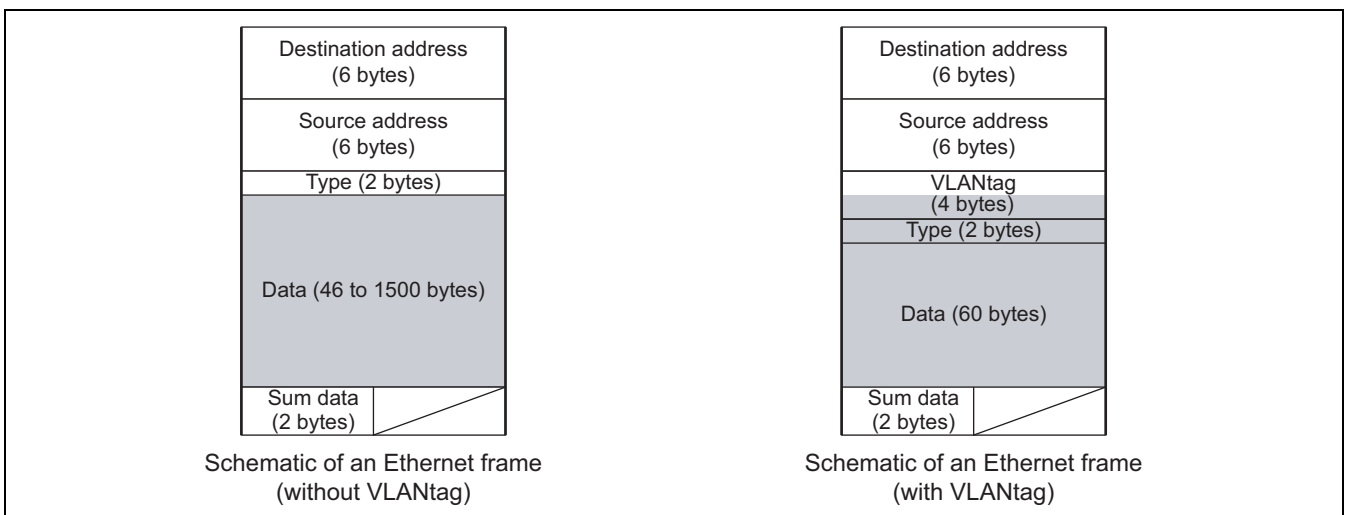 Destination address
(6 bytes)
Source address
(6 bytes)
Type (2 bytes)
Data (46 to 1500 bytes)
Sum data
(2 bytes)
Schematic of an Ethernet frame
(without VLANtag)
Destination address
(6 bytes)
Source address
(6 bytes)
VLANtag
(4 bytes)
Type (2 bytes)
Data (60 bytes)
Sum data
(2 bytes)
Schematic of an Ethernet frame
(with VLANtag)